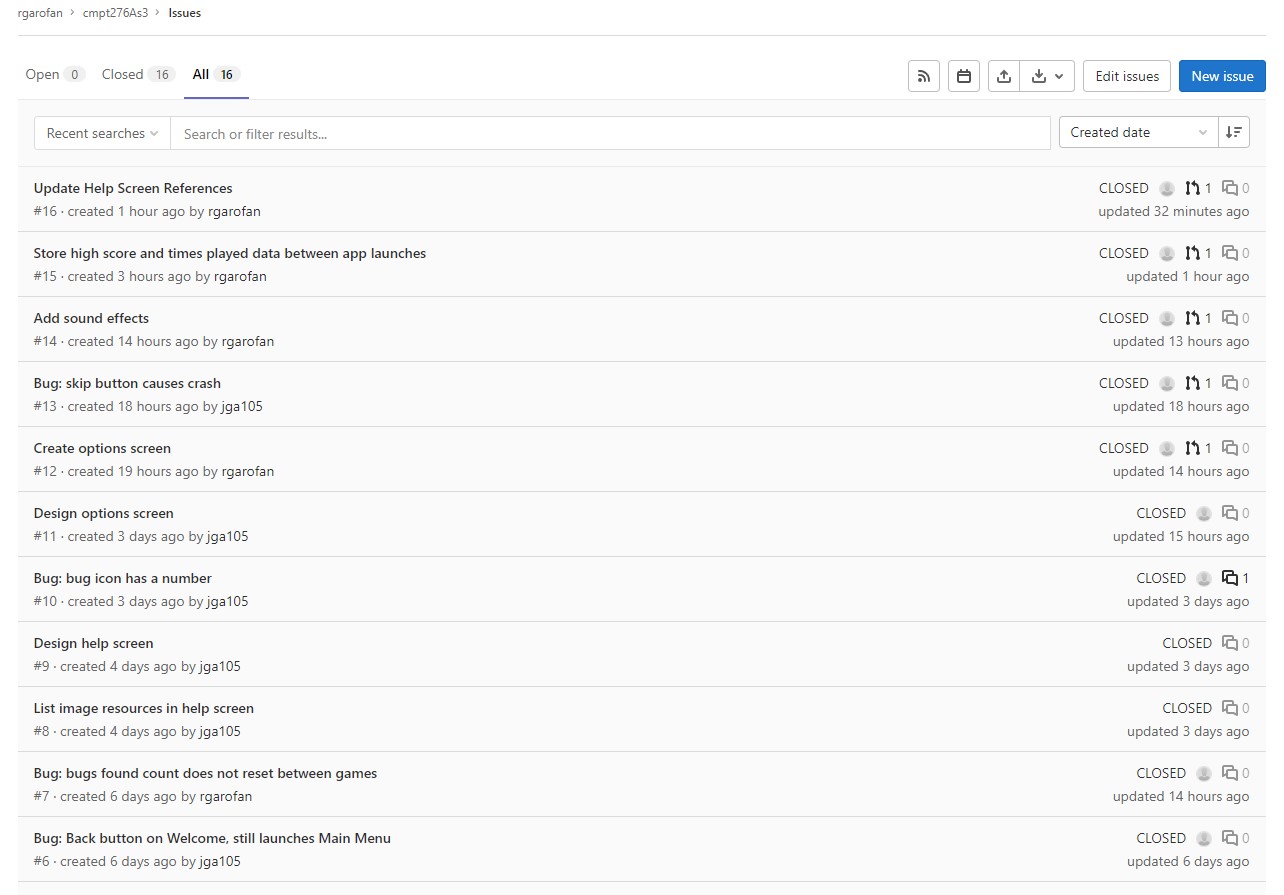 rgarofan › cmpt276As3 › Issues
Open 0 Closed 16 All 16
Edit issues New issue
Recent searches Search or filter results... Created date
Update Help Screen References CLOSED 1 0
#16 · created 1 hour ago by rgarofan updated 32 minutes ago
Store high score and times played data between app launches CLOSED 1 0
#15 · created 3 hours ago by rgarofan updated 1 hour ago
Add sound effects CLOSED 1 0
#14 · created 14 hours ago by rgarofan updated 13 hours ago
Bug: skip button causes crash CLOSED 1 0
#13 · created 18 hours ago by jga105 updated 18 hours ago
Create options screen CLOSED 1 0
#12 · created 19 hours ago by rgarofan updated 14 hours ago
Design options screen CLOSED 0
#11 · created 3 days ago by jga105 updated 15 hours ago
Bug: bug icon has a number CLOSED 1
#10 · created 3 days ago by jga105 updated 3 days ago
Design help screen CLOSED 0
#9 · created 4 days ago by jga105 updated 3 days ago
List image resources in help screen CLOSED 0
#8 · created 4 days ago by jga105 updated 3 days ago
Bug: bugs found count does not reset between games CLOSED 0
#7 · created 6 days ago by rgarofan updated 14 hours ago
Bug: Back button on Welcome, still launches Main Menu CLOSED 0
#6 · created 6 days ago by jga105 updated 6 days ago